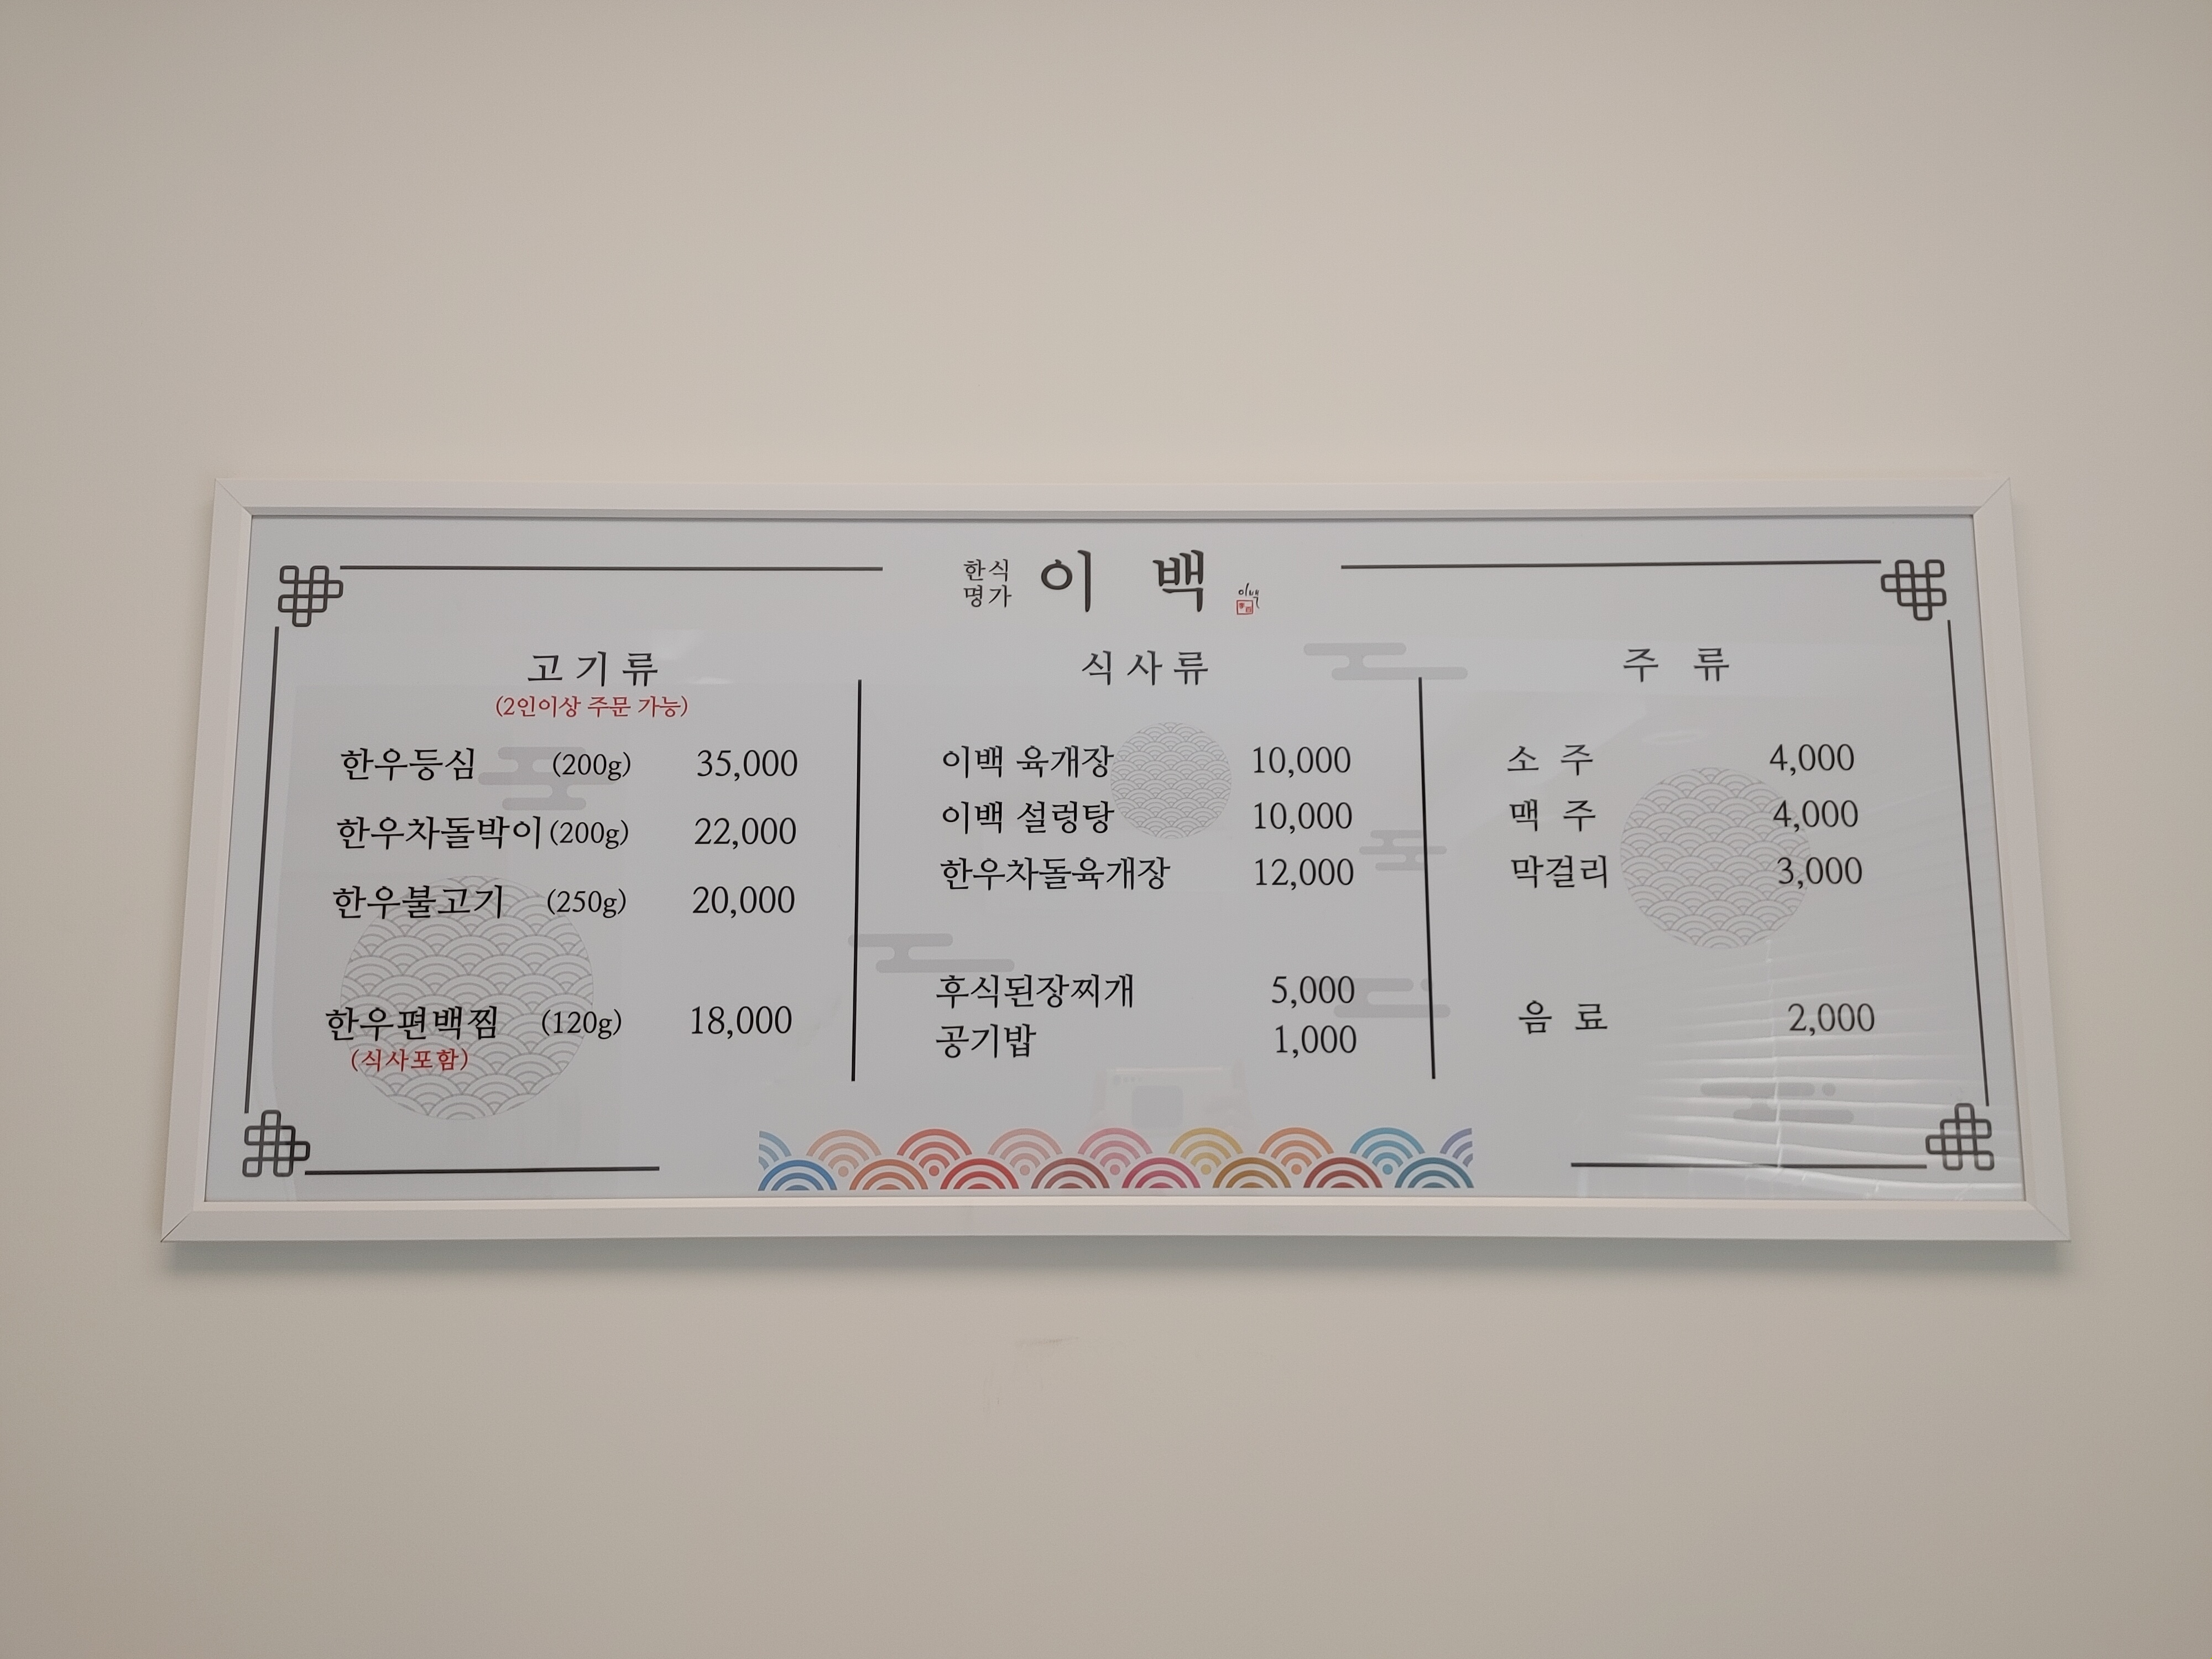 한식
명가
이 백
이백
고기류
(2인이상 주문 가능)
한우등심 (200g) 35,000
한우차돌박이 (200g) 22,000
한우불고기 (250g) 20,000
한우편백찜 (120g) 18,000
(식사포함)
식사류
이백 육개장 10,000
이백 설렁탕 10,000
한우차돌육개장 12,000
후식된장찌개 5,000
공기밥 1,000
주 류
소 주 4,000
맥 주 4,000
막걸리 3,000
음 료 2,000